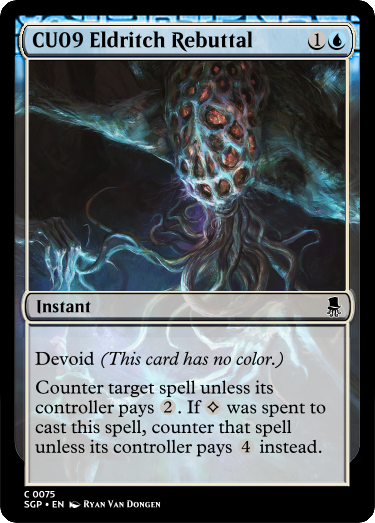 CU09 Eldritch Rebuttal 1
Instant
Devoid (This card has no color.)
Counter target spell unless its
controller pays 2. If was spent to
cast this spell, counter that spell
unless its controller pays 4 instead.
C 0075
SGP • EN Ryan Van Dongen